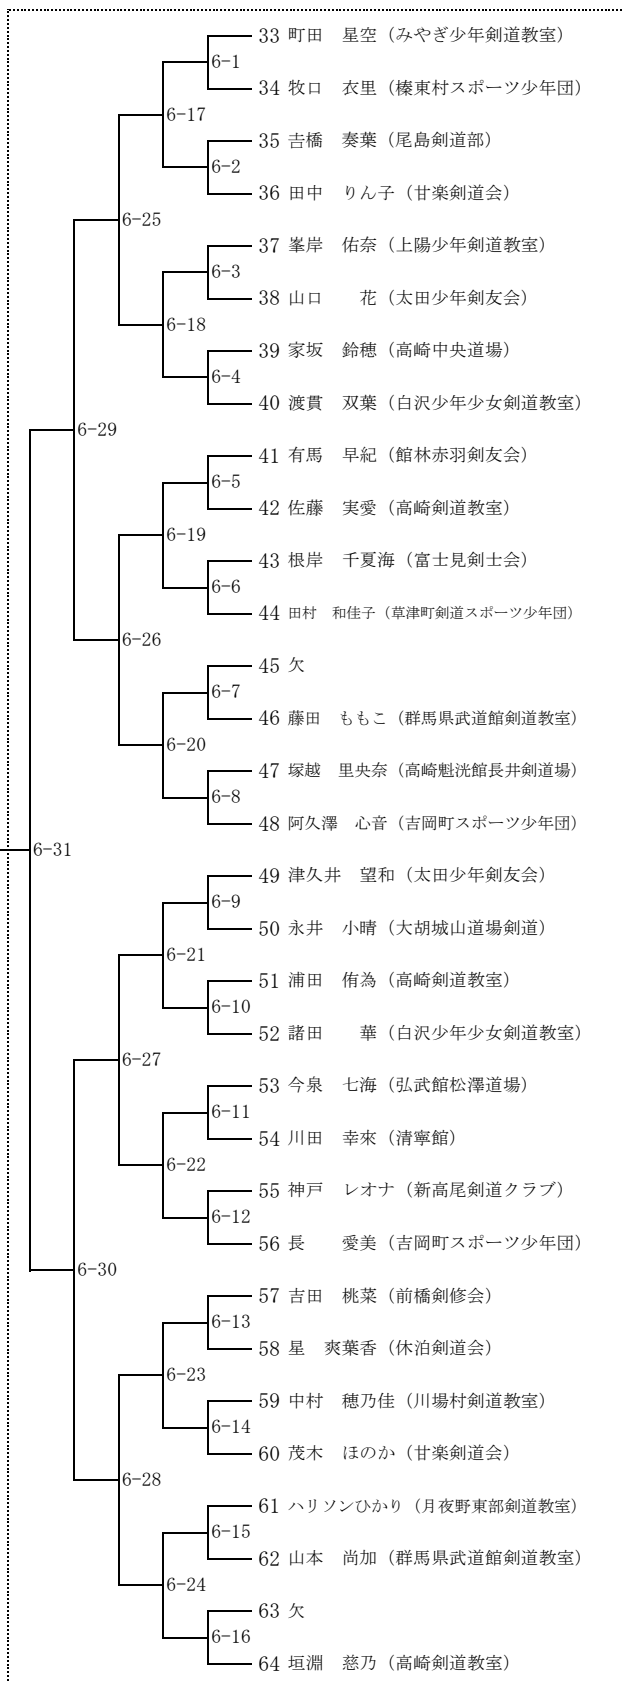 33 町田　星空（みやぎ少年剣道教室）
6-1
34 牧口　衣里（榛東村スポーツ少年団）
6-17
35 吉橋　奏葉（尾島剣道部）
6-2
36 田中　りん子（甘楽剣道会）
6-25
37 峯岸　佑奈（上陽少年剣道教室）
6-3
38 山口　　花（太田少年剣友会）
6-18
39 家坂　鈴穂（高崎中央道場）
6-4
40 渡貫　双葉（白沢少年少女剣道教室）
6-29
41 有馬　早紀（館林赤羽剣友会）
6-5
42 佐藤　実愛（高崎剣道教室）
6-19
43 根岸　千夏海（富士見剣士会）
6-6
44 田村　和佳子（草津町剣道スポーツ少年団）
6-26
45 欠
6-7
46 藤田　ももこ（群馬県武道館剣道教室）
6-20
47 塚越　里央奈（高崎魁洸館長井剣道場）
6-8
48 阿久澤　心音（吉岡町スポーツ少年団）
6-31
49 津久井　望和（太田少年剣友会）
6-9
50 永井　小晴（大胡城山道場剣道）
6-21
51 浦田　侑為（高崎剣道教室）
6-10
52 諸田　　華（白沢少年少女剣道教室）
6-27
53 今泉　七海（弘武館松澤道場）
6-11
54 川田　幸來（清寧館）
6-22
55 神戸　レオナ（新高尾剣道クラブ）
6-12
56 長　　愛美（吉岡町スポーツ少年団）
6-30
57 吉田　桃菜（前橋剣修会）
6-13
58 星　爽葉香（休泊剣道会）
6-23
59 中村　穂乃佳（川場村剣道教室）
6-14
60 茂木　ほのか（甘楽剣道会）
6-28
61 ハリソンひかり（月夜野東部剣道教室）
6-15
62 山本　尚加（群馬県武道館剣道教室）
6-24
63 欠
6-16
64 垣淵　慈乃（高崎剣道教室）